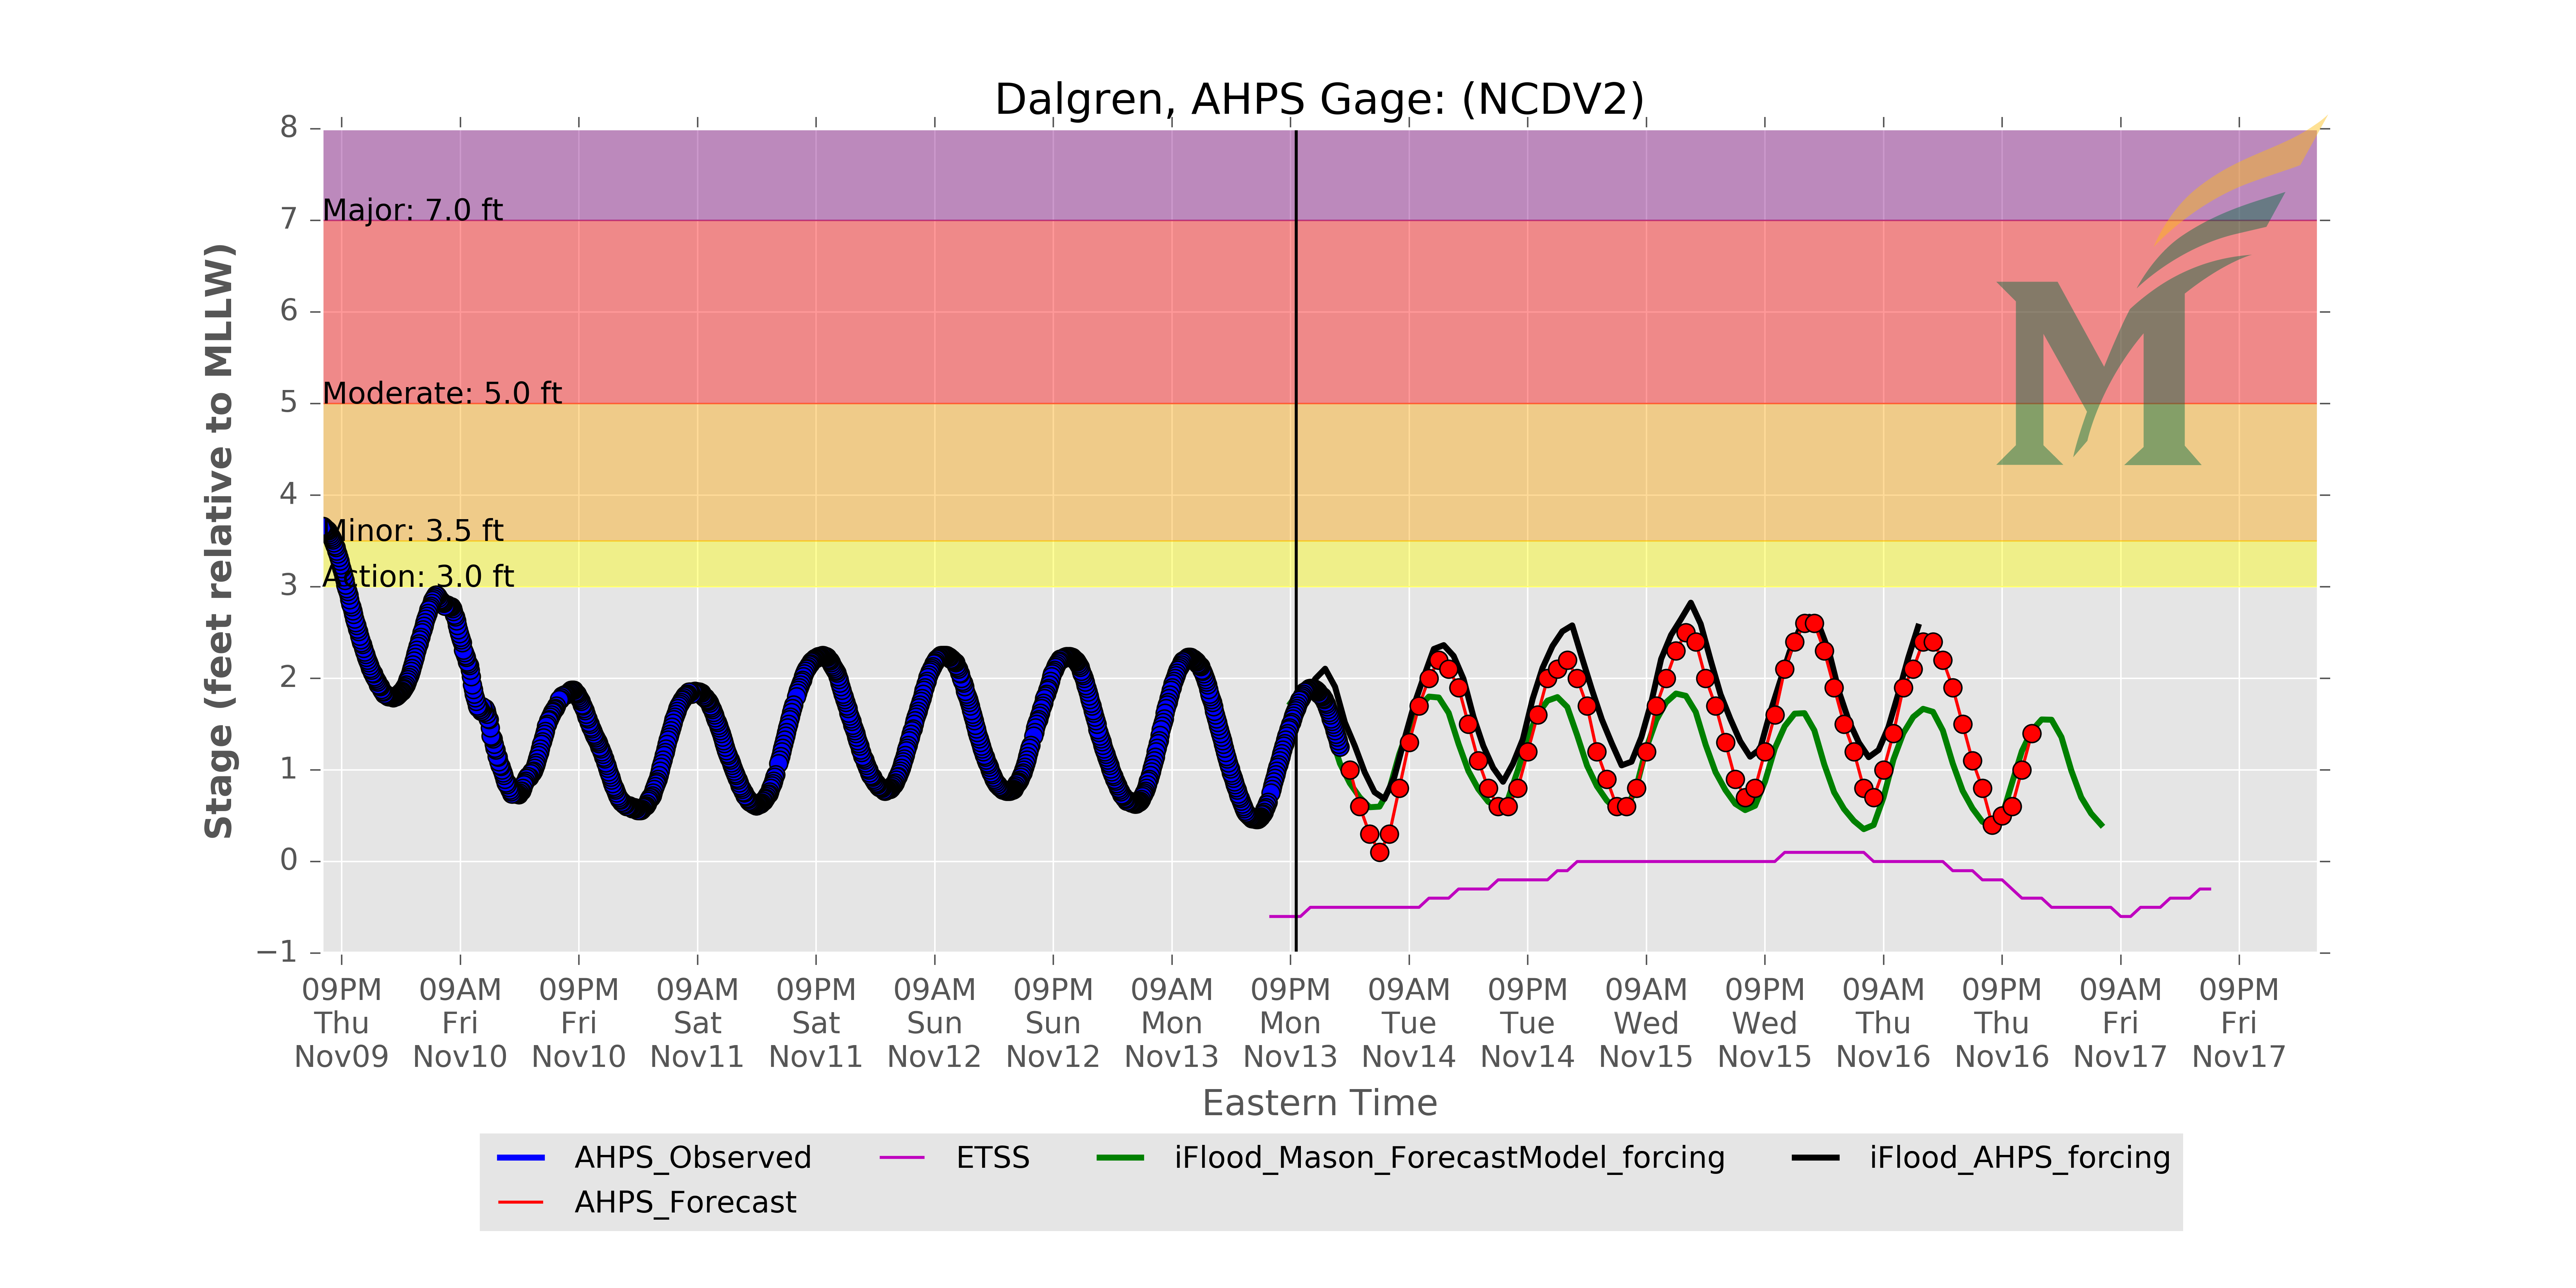 Dalgren, AHPS Gage: (NCDV2)
Stage (feet relative to MLLW)
8
7
6
5
4
3
2
1
0
−1
Major: 7.0 ft
Moderate: 5.0 ft
Minor: 3.5 ft
Action: 3.0 ft
M
09PM 09AM 09PM 09AM 09PM 09AM 09PM 09AM 09PM 09AM 09PM 09AM 09PM 09AM 09PM 09AM 09PM
Thu Fri Fri Sat Sat Sun Sun Mon Mon Tue Tue Wed Wed Thu Thu Fri Fri
Nov09 Nov10 Nov10 Nov11 Nov11 Nov12 Nov12 Nov13 Nov13 Nov14 Nov14 Nov15 Nov15 Nov16 Nov16 Nov17 Nov17
Eastern Time
AHPS_Observed ETSS iFlood_Mason_ForecastModel_forcing iFlood_AHPS_forcing
AHPS_Forecast